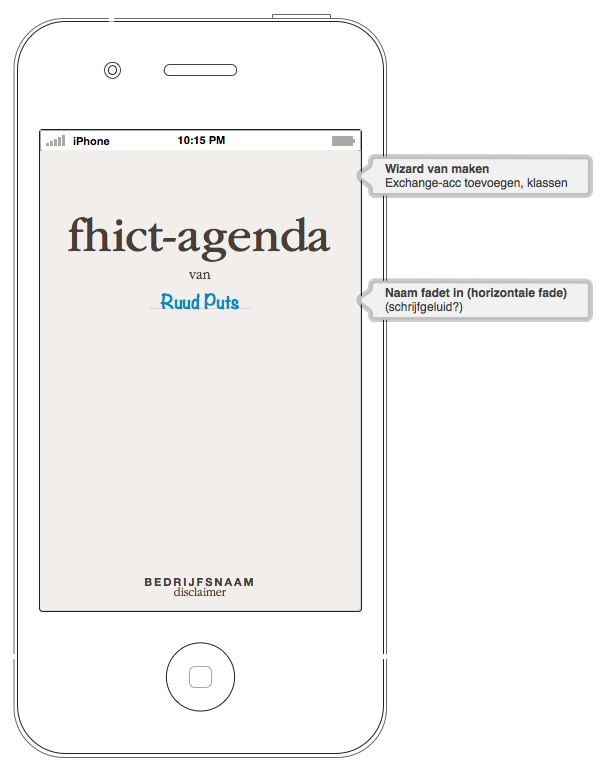 iPhone 10:15 PM
Wizard van maken
Exchange-acc toevoegen, klassen
fhict-agenda
van
Ruud Puts
Naam fadet in (horizontale fade)
(schrijfgeluid?)
BEDRIJFSNAAM
disclaimer